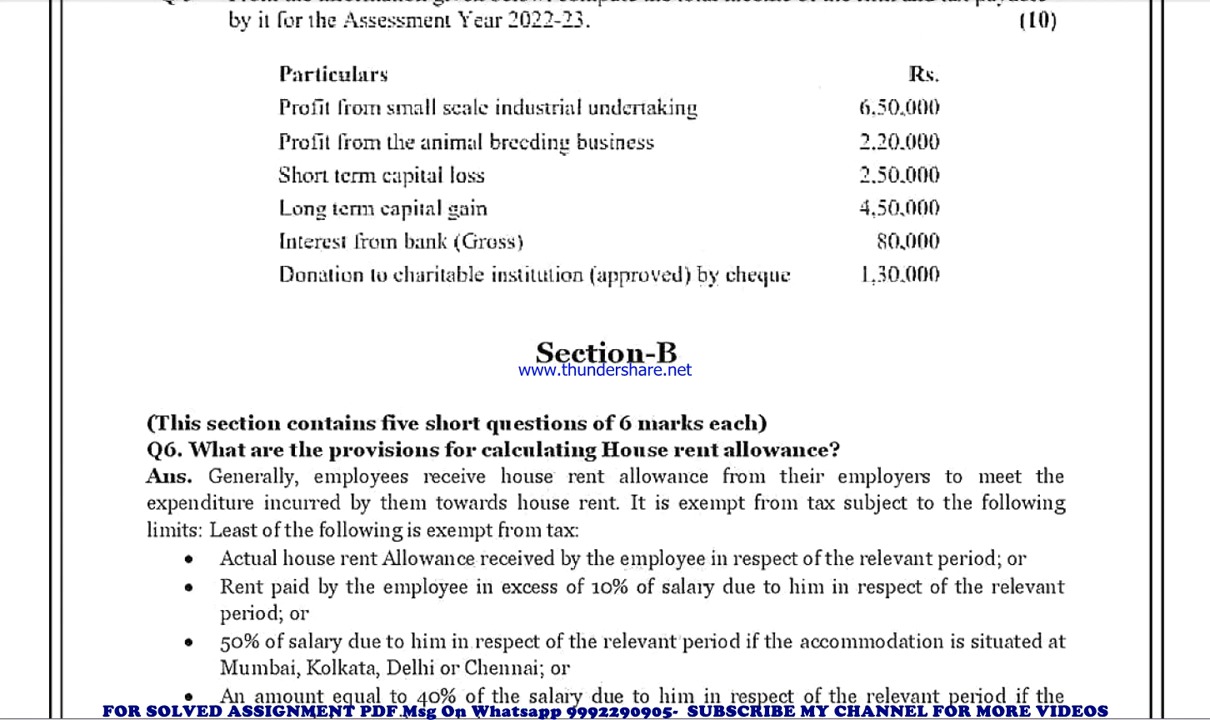 by it for the Assessment Year 2022-23. (10)
Particulars Rs.
Profit from small scale industrial undertaking 6,50,000
Profit from the animal breeding business 2,20,000
Short term capital loss 2,50,000
Long term capital gain 4,50,000
Interest from bank (Gross) 80,000
Donation to charitable institution (approved) by cheque 1,30,000
Section-B
www.thundershare.net
(This section contains five short questions of 6 marks each)
Q6. What are the provisions for calculating House rent allowance?
Ans. Generally, employees receive house rent allowance from their employers to meet the
expenditure incurred by them towards house rent. It is exempt from tax subject to the following
limits: Least of the following is exempt from tax:
• Actual house rent Allowance received by the employee in respect of the relevant period; or
• Rent paid by the employee in excess of 10% of salary due to him in respect of the relevant
period; or
• 50% of salary due to him in respect of the relevant period if the accommodation is situated at
Mumbai, Kolkata, Delhi or Chennai; or
• An amount equal to 40% of the salary due to him in respect of the relevant period if the
FOR SOLVED ASSIGNMENT PDF Msg On Whatsapp 9992290905- SUBSCRIBE MY CHANNEL FOR MORE VIDEOS